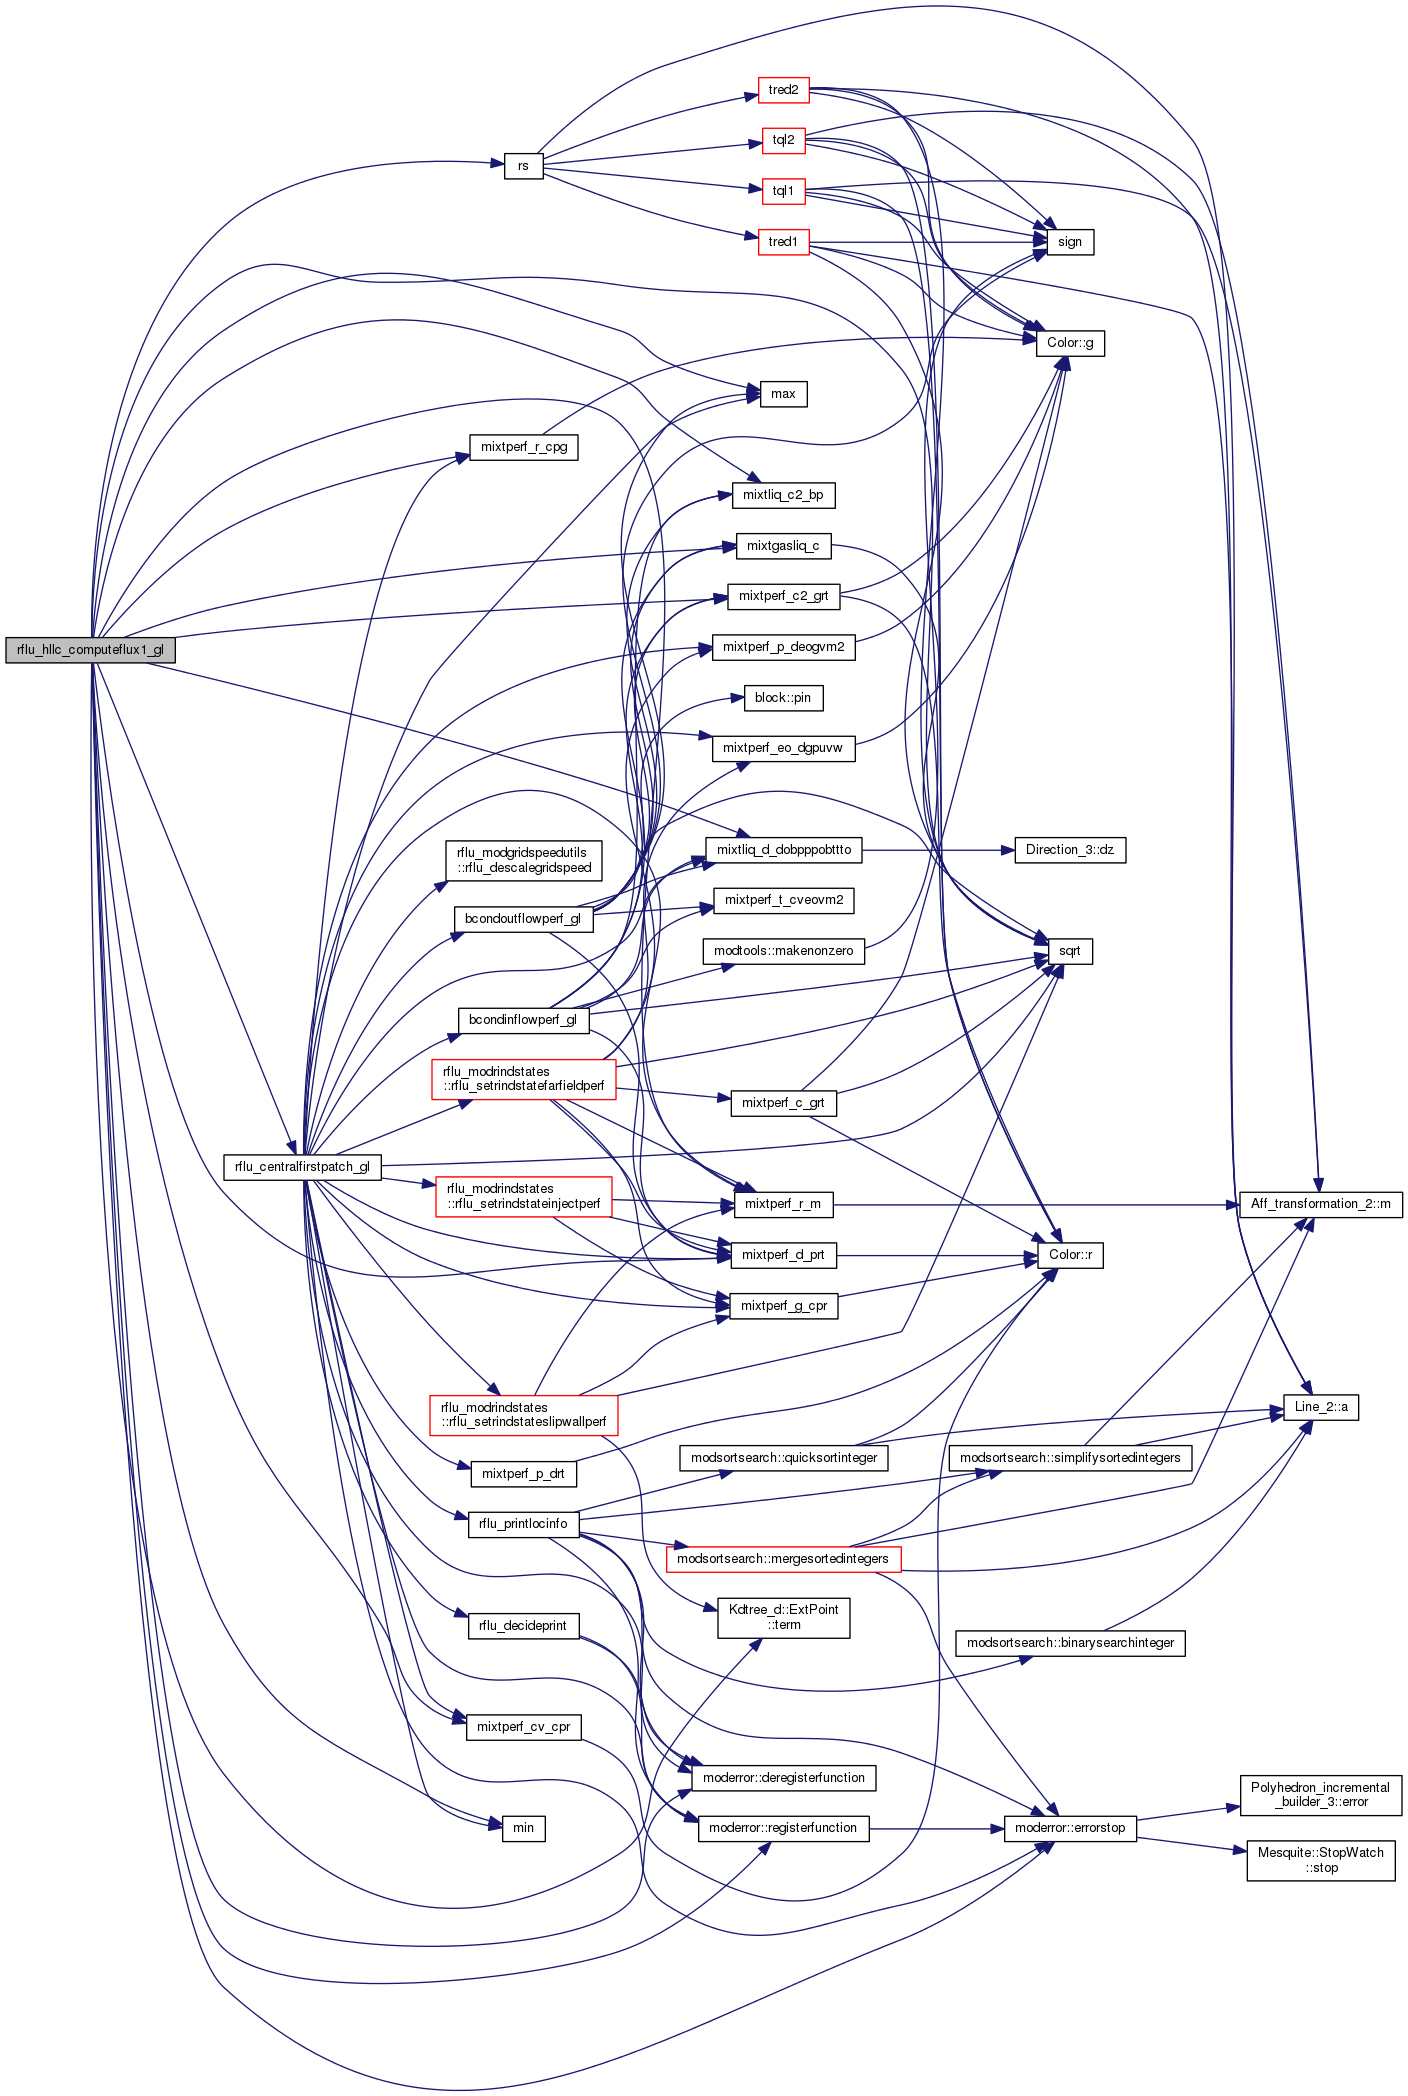 tred2
tql2
rs
tql1
tred1
sign
Color::g
max
mixtperf_r_cpg
mixtliq_c2_bp
mixtgasliq_c
mixtperf_c2_grt
rflu_hllc_computeflux1_gl
mixtperf_p_deogvm2
block::pin
mixtperf_eo_dgpuvw
rflu_modgridspeedutils
::rflu_descalegridspeed
mixtliq_d_dobpppobttto
Direction_3::dz
mixtperf_t_cveovm2
bcondoutflowperf_gl
modtools::makenonzero
sqrt
bcondinflowperf_gl
rflu_modrindstates
::rflu_setrindstatefarfieldperf
mixtperf_c_grt
rflu_centralfirstpatch_gl
rflu_modrindstates
::rflu_setrindstateinjectperf
mixtperf_r_m
Aff_transformation_2::m
mixtperf_d_prt
Color::r
mixtperf_g_cpr
rflu_modrindstates
::rflu_setrindstateslipwallperf
Line_2::a
mixtperf_p_drt
modsortsearch::quicksortinteger
modsortsearch::simplifysortedintegers
rflu_printlocinfo
modsortsearch::mergesortedintegers
Kdtree_d::ExtPoint
::term
rflu_decideprint
modsortsearch::binarysearchinteger
mixtperf_cv_cpr
moderror::deregisterfunction
Polyhedron_incremental
_builder_3::error
min
moderror::registerfunction
moderror::errorstop
Mesquite::StopWatch
::stop